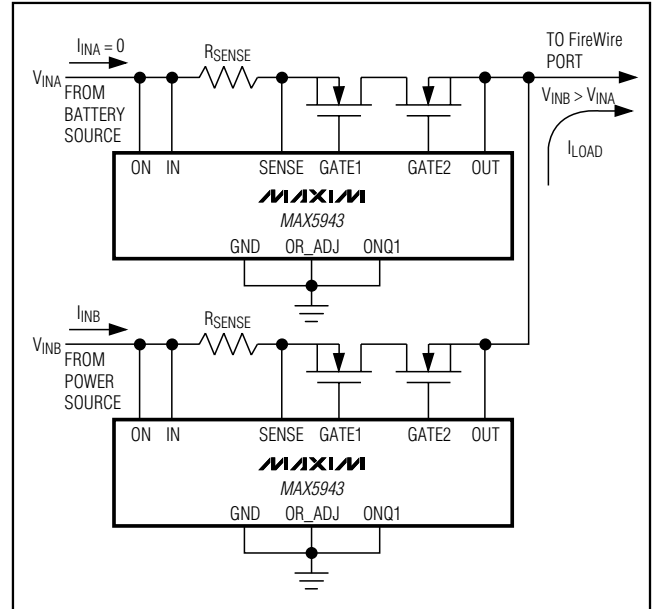 I_INA = 0
R_SENSE
TO FireWire
PORT
V_INA
FROM
BATTERY
SOURCE
V_INB > V_INA
I_LOAD
ON IN SENSE GATE1 GATE2 OUT
MAXIM
MAX5943
GND OR_ADJ ONQ1
I_INB
R_SENSE
V_INB
FROM
POWER
SOURCE
ON IN SENSE GATE1 GATE2 OUT
MAXIM
MAX5943
GND OR_ADJ ONQ1